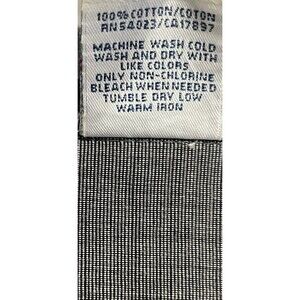 100% COTTON/COTON
RN54023/CA17897
MACHINE WASH COLD
WASH AND DRY WITH
LIKE COLORS
ONLY NON-CHLORINE
BLEACH WHEN NEEDED
TUMBLE DRY LOW
WARM IRON